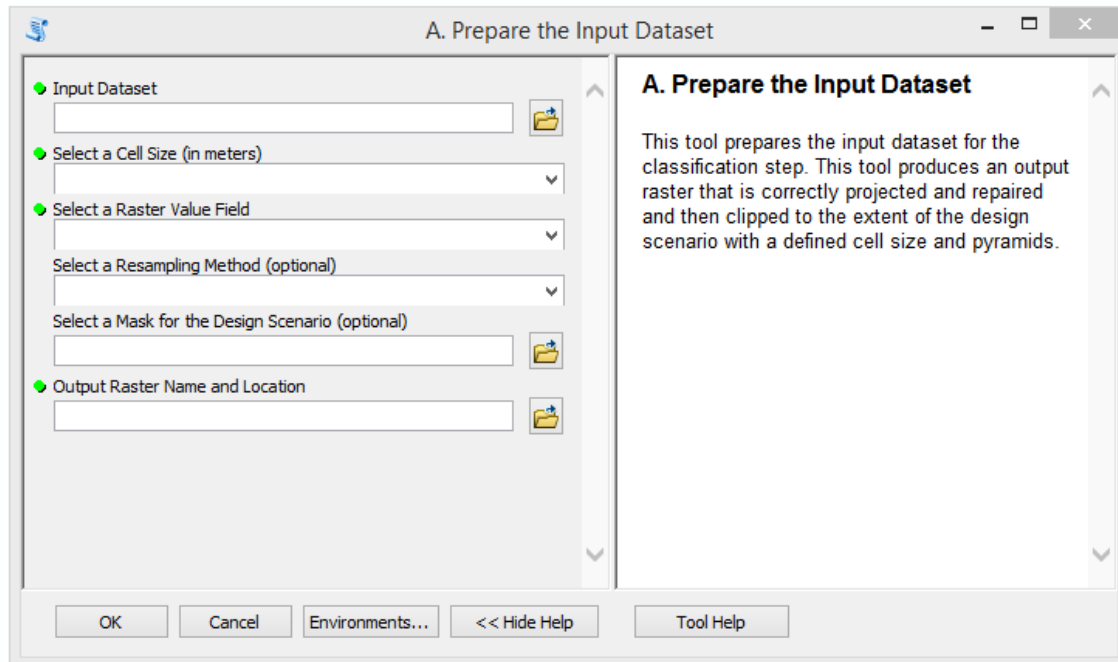 A. Prepare the Input Dataset
Input Dataset
Select a Cell Size (in meters)
Select a Raster Value Field
Select a Resampling Method (optional)
Select a Mask for the Design Scenario (optional)
Output Raster Name and Location
A. Prepare the Input Dataset
This tool prepares the input dataset for the
classification step. This tool produces an output
raster that is correctly projected and repaired
and then clipped to the extent of the design
scenario with a defined cell size and pyramids.
OK
Cancel
Environments...
<< Hide Help
Tool Help